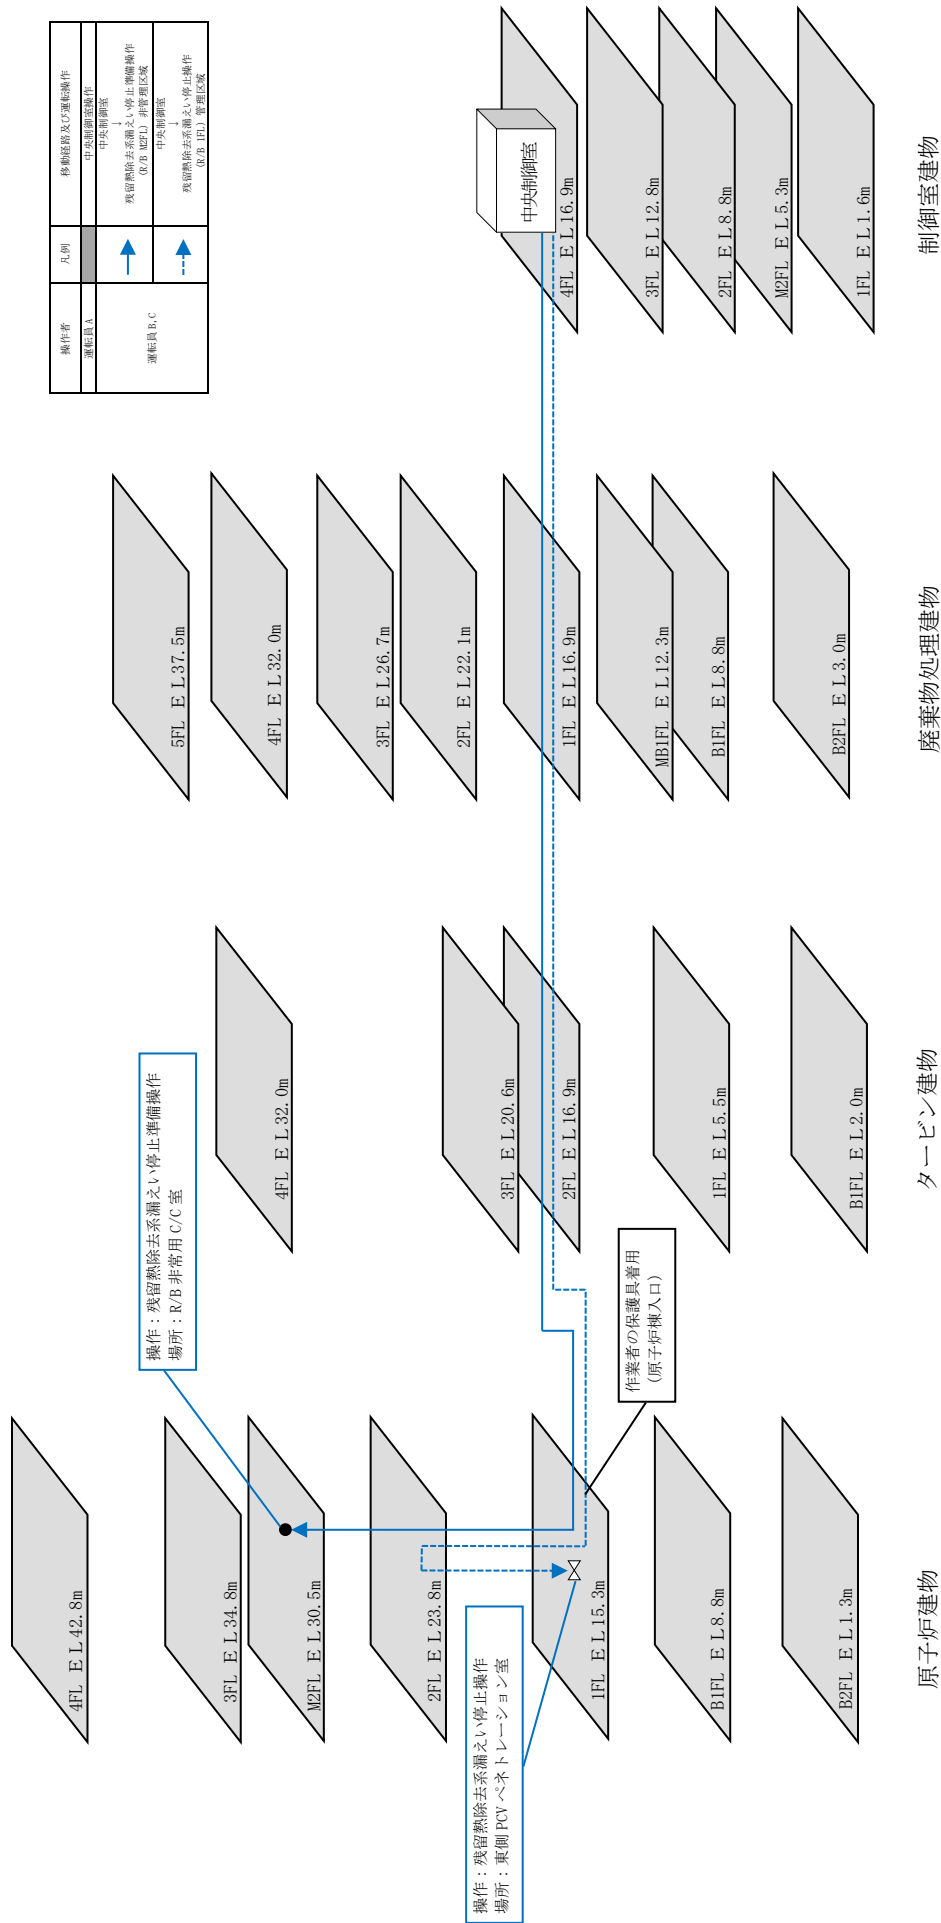 操作者 凡例 移動経路及び運転操作
運転員 A 中央制御室操作
運転員 B,C
中央制御室
↓
残留熱除去系漏えい停止準備操作
(R/B M2FL) 非管理区域
中央制御室
↓
残留熱除去系漏えい停止操作
(R/B 1FL) 管理区域
4FL ＥＬ42.8m
3FL ＥＬ34.8m
M2FL ＥＬ30.5m
2FL ＥＬ23.8m
1FL ＥＬ15.3m
B1FL ＥＬ8.8m
B2FL ＥＬ1.3m
原子炉建物
操作：残留熱除去系漏えい停止操作
場所：東側 PCV ペネトレーション室
操作：残留熱除去系漏えい停止準備操作
場所：R/B 非常用 C/C 室
作業者の保護具着用
(原子炉棟入口)
4FL ＥＬ32.0m
3FL ＥＬ20.6m
2FL ＥＬ16.9m
1FL ＥＬ5.5m
B1FL ＥＬ2.0m
タービン建物
5FL ＥＬ37.5m
4FL ＥＬ32.0m
3FL ＥＬ26.7m
2FL ＥＬ22.1m
1FL ＥＬ16.9m
MB1FL ＥＬ12.3m
B1FL ＥＬ8.8m
B2FL ＥＬ3.0m
廃棄物処理建物
中央制御室
4FL ＥＬ16.9m
3FL ＥＬ12.8m
2FL ＥＬ8.8m
M2FL ＥＬ5.3m
1FL ＥＬ1.6m
制御室建物